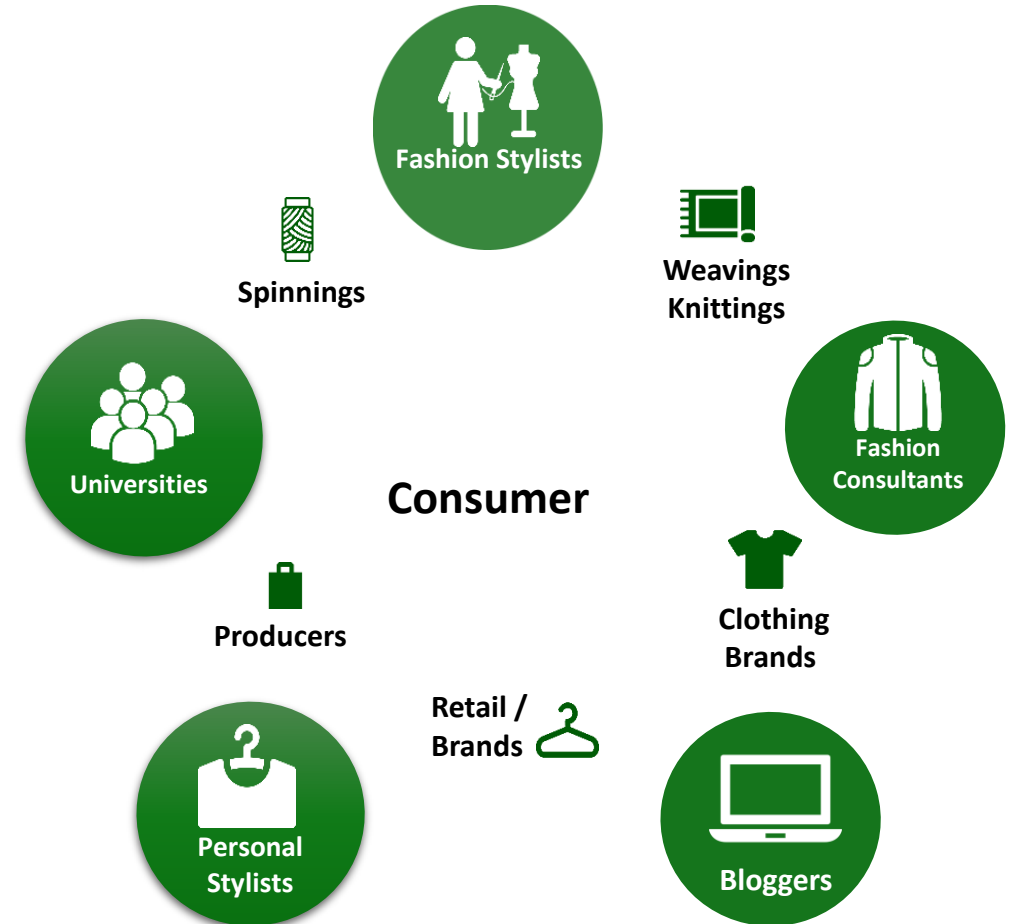 Fashion Stylists
Spinnings
Weavings
Knittings
Universities
Fashion
Consultants
Consumer
Producers
Clothing
Brands
Retail /
Brands
Personal
Stylists
Bloggers